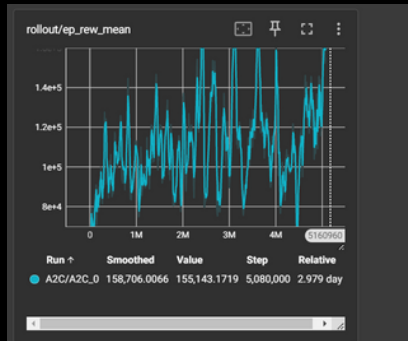 rollout/ep_rew_mean
1.4e+5
1.2e+5
1e+5
8e+4
0 1M 2M 3M 4M 5160960
Run ↑ Smoothed Value Step Relative
A2C/A2C_0 158,706.0066 155,143.1719 5,080,000 2.979 day